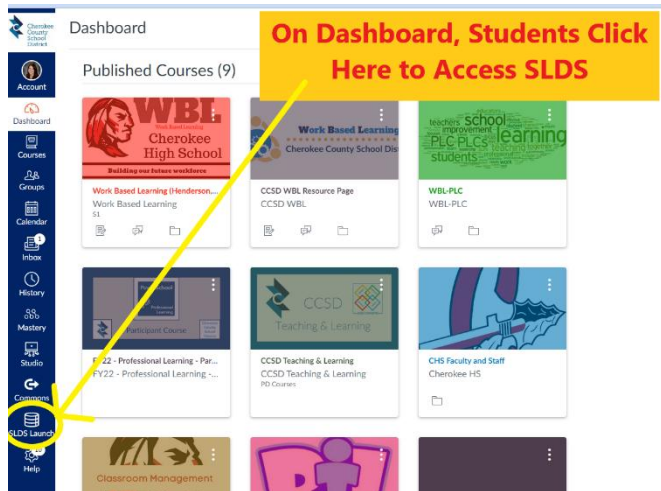 Cherokee
County
School
District
Dashboard
On Dashboard, Students Click
Here to Access SLDS
Published Courses (9)
Account
Dashboard
Courses
Groups
Calendar
1
Inbox
History
Mastery
Studio
Commons
SLDS Launch
Help
WBL
Cherokee
High School
Building our future workforce
Work Based Learning (Henderson,...
Work Based Learning
S1
Work Based Learning
Cherokee County School Dis
CCSD WBL Resource Page
CCSD WBL
teachers school
improvement
PLC PLCs learning
students
WBL-PLC
WBL-PLC
Professional
Learning
Participant Course
FY22 - Professional Learning - Par...
FY22 - Professional Learning -...
CCSD
Teaching & Learning
CCSD Teaching & Learning
CCSD Teaching & Learning
PD Courses
CHS Faculty and Staff
Cherokee HS
Classroom Management